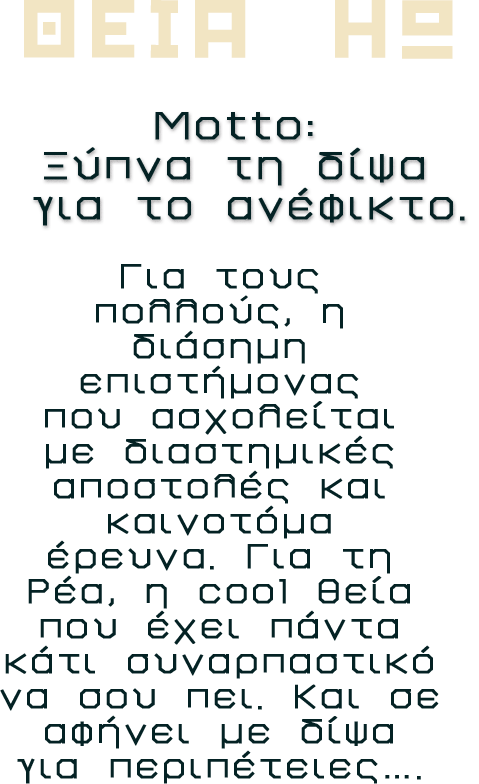 ΘΕΙΑ ΗΩ
Motto:
Ξύπνα τη δίψα
για το ανέφικτο.
Για τους
πολλούς, η
διάσημη
επιστήμονας
που ασχολείται
με διαστημικές
αποστολές και
καινοτόμα
έρευνα. Για τη
Ρέα, η cool θεία
που έχει πάντα
κάτι συναρπαστικό
να σου πει. Και σε
αφήνει με δίψα
για περιπέτειες….